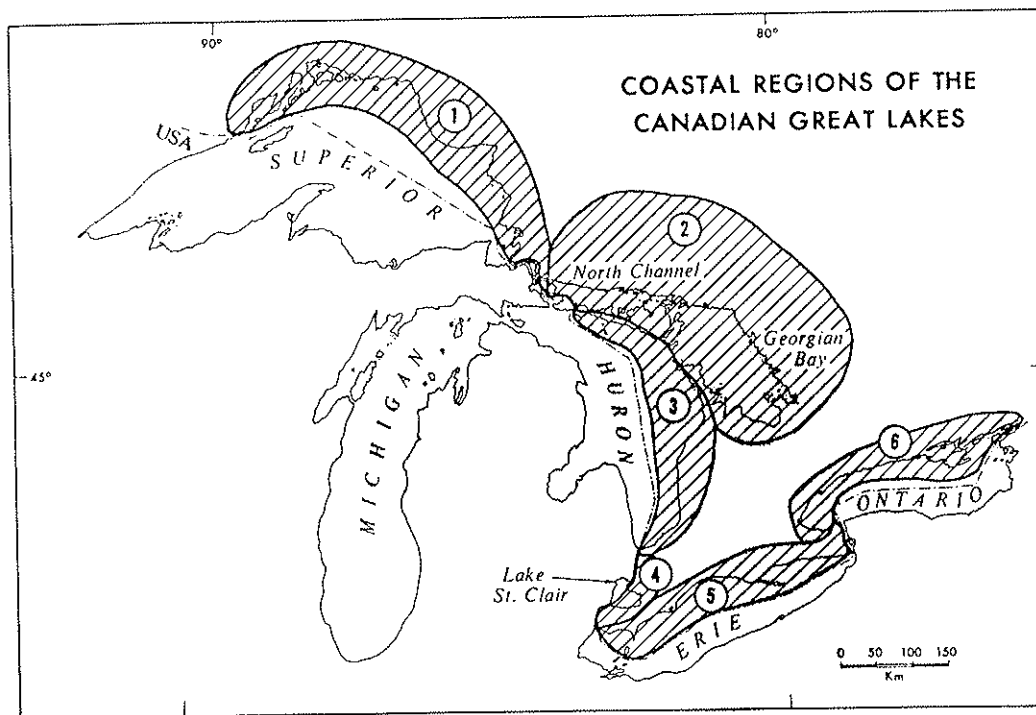 90°
80°
COASTAL REGIONS OF THE
CANADIAN GREAT LAKES
1
USA
SUPERIOR
2
North Channel
Georgian
Bay
45°
MICHIGAN
HURON
3
6
ONTARIO
Lake
St. Clair
4
5
ERIE
0 50 100 150
Km